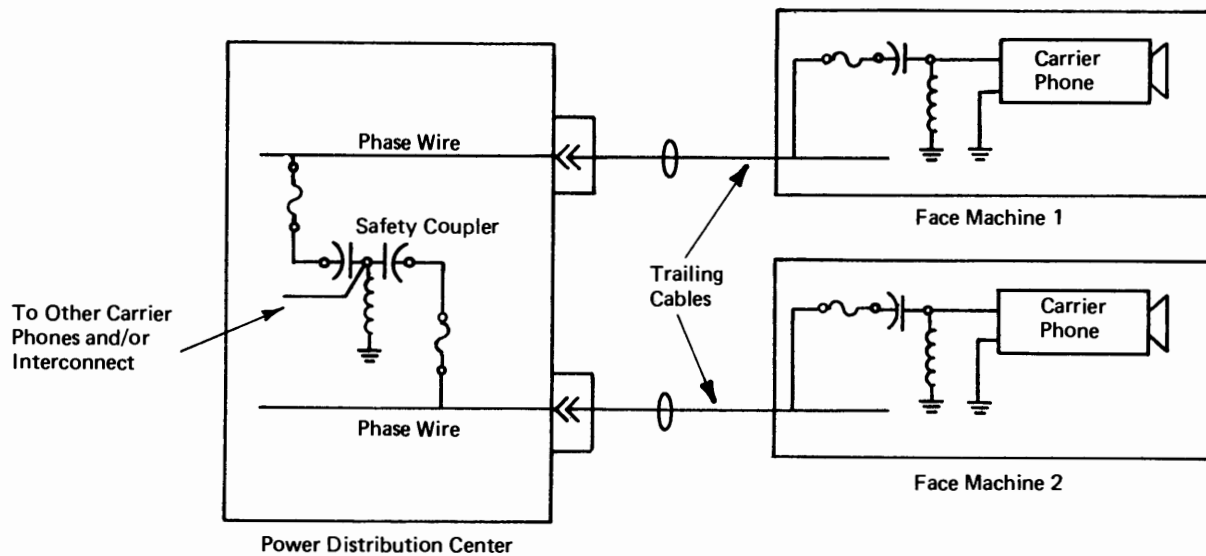 Phase Wire
Safety Coupler
To Other Carrier
Phones and/or
Interconnect
Phase Wire
Power Distribution Center
Trailing
Cables
Carrier
Phone
Face Machine 1
Carrier
Phone
Face Machine 2